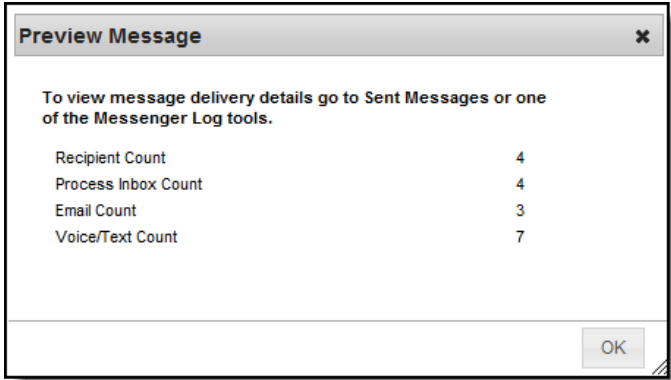 Preview Message
To view message delivery details go to Sent Messages or one
of the Messenger Log tools.
Recipient Count 4
Process Inbox Count 4
Email Count 3
Voice/Text Count 7
OK